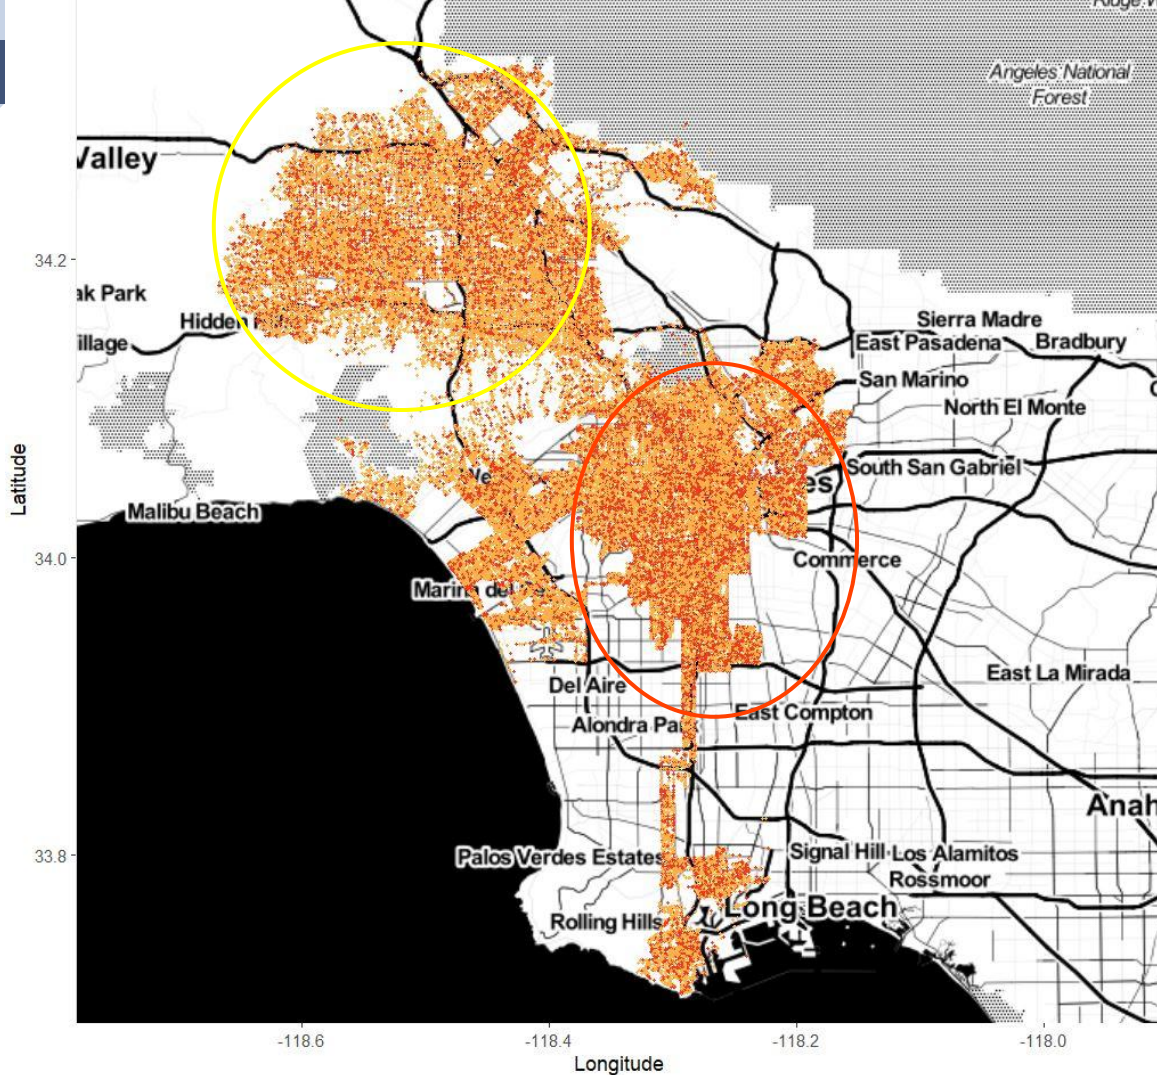 Angeles National
Forest
Valley
34.2
ak Park
Hidden
illage
Sierra Madre
East Pasadena
Bradbury
San Marino
North El Monte
South San Gabriel
es
Malibu Beach
Latitude
34.0
Commerce
Marina del
East La Mirada
Del Aire
East Compton
Alondra Pa
Anah
33.8
Palos Verdes Estates
Signal Hill
Los Alamitos
Rossmoor
Long Beach
Rolling Hills
-118.6
-118.4
-118.2
-118.0
Longitude